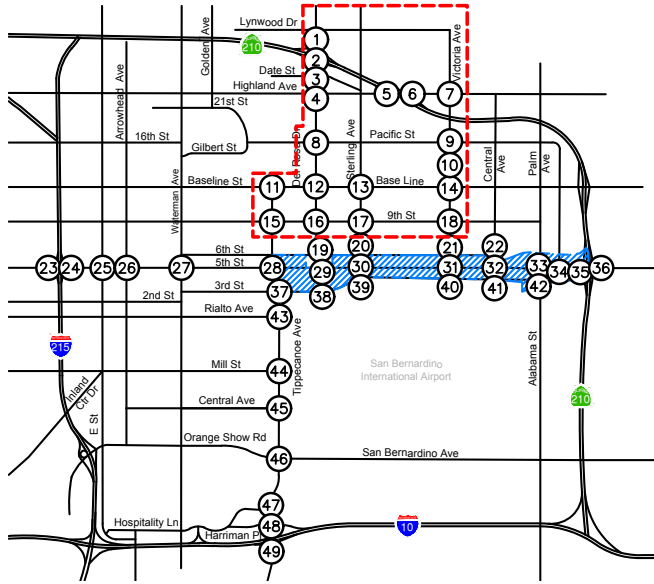 Lynwood Dr
Golden Ave
Victoria Ave
1
210
Arrowhead Ave
2
Date St
3
Highland Ave
4
5
6
7
21st St
16th St
Gilbert St
Del Rosa Dr
8
Sterling Ave
Pacific St
9
10
Central
Ave
Palm
Ave
Baseline St
11
12
13
Base Line
14
Waterman Ave
15
16
17
9th St
18
6th St
19
20
21
22
5th St
23
24
25
26
27
28
29
30
31
32
33
34
35
36
3rd St
37
38
39
40
41
42
2nd St
Rialto Ave
43
Tippecanoe Ave
215
Mill St
44
San Bernardino
International Airport
Alabama St
Inland
Ctr Dr
Central Ave
45
210
E St
Orange Show Rd
46
San Bernardino Ave
47
Hospitality Ln
48
10
Harriman P
49